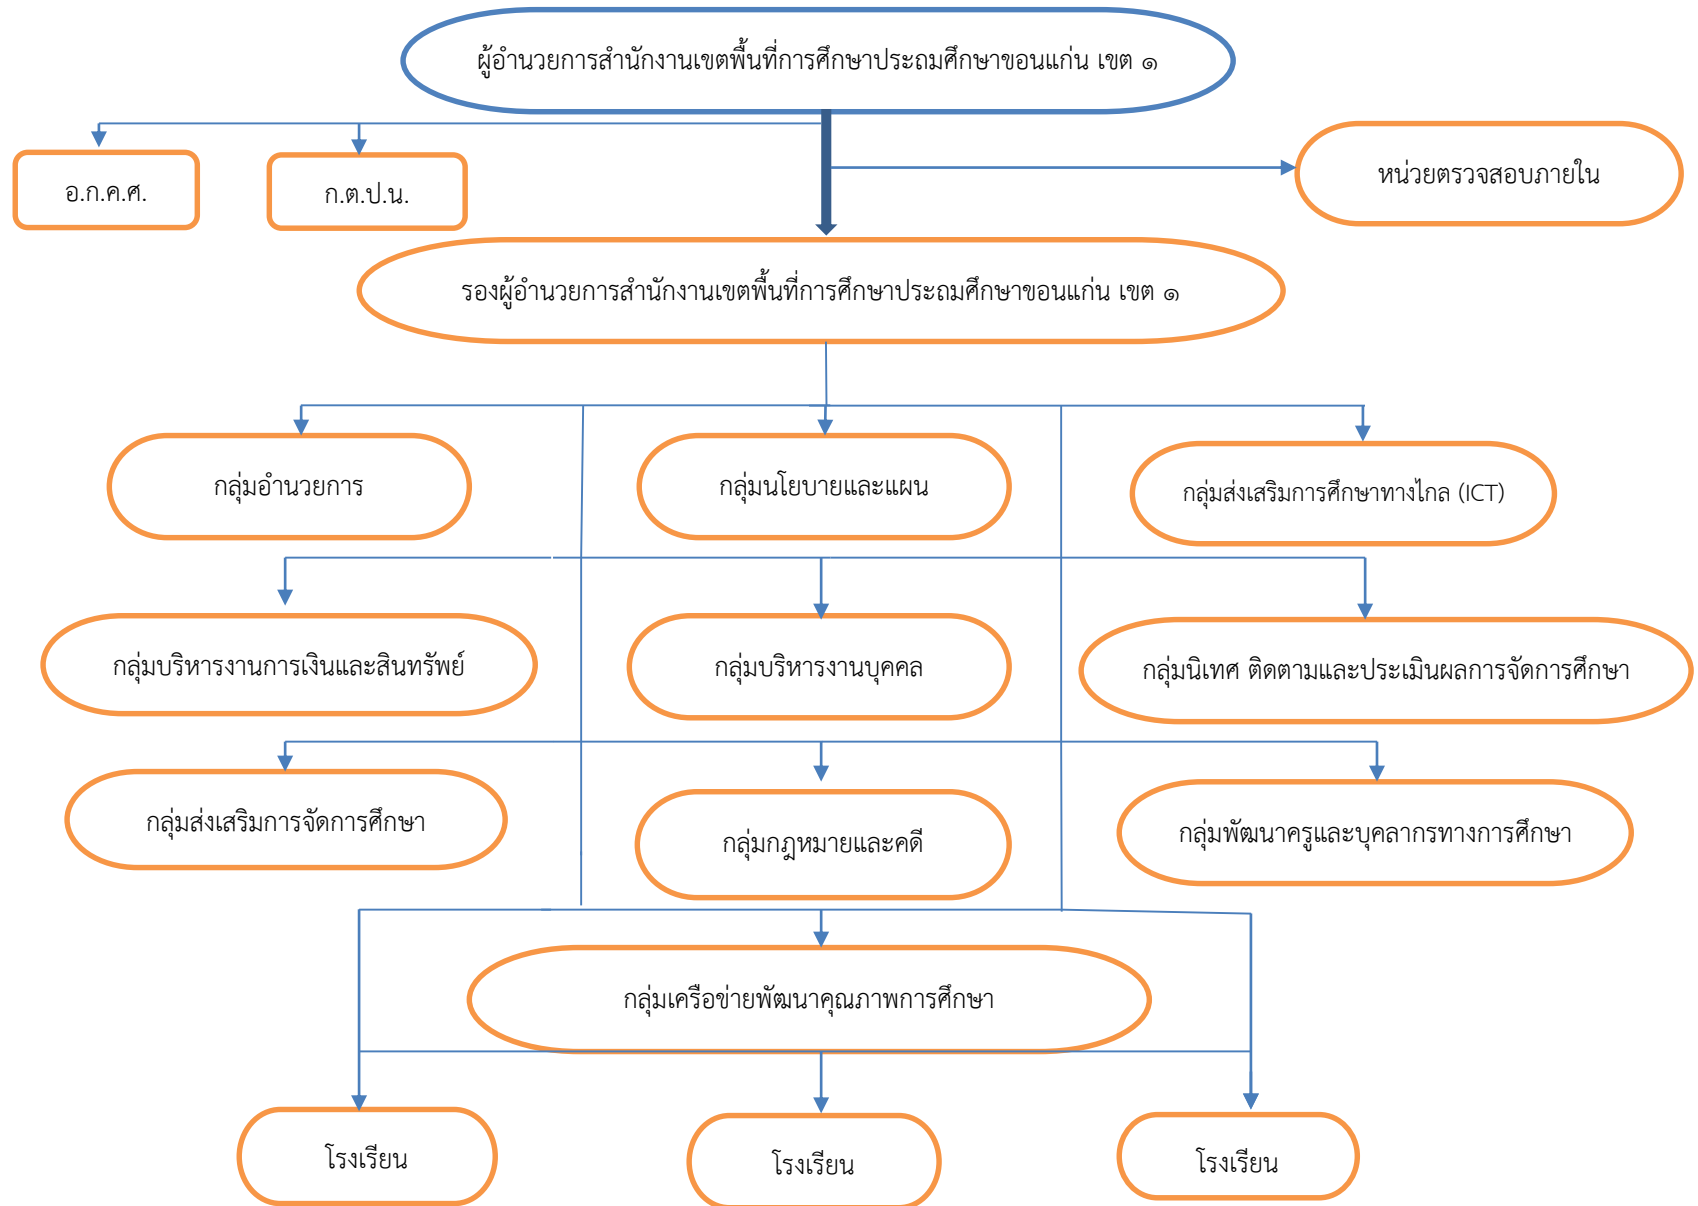 ผู้อำนวยการสำนักงานเขตพื้นที่การศึกษาประถมศึกษาขอนแก่น เขต ๑
อ.ก.ค.ศ.
ก.ต.ป.น.
หน่วยตรวจสอบภายใน
รองผู้อำนวยการสำนักงานเขตพื้นที่การศึกษาประถมศึกษาขอนแก่น เขต ๑
กลุ่มอำนวยการ
กลุ่มนโยบายและแผน
กลุ่มส่งเสริมการศึกษาทางไกล (ICT)
กลุ่มบริหารงานการเงินและสินทรัพย์
กลุ่มบริหารงานบุคคล
กลุ่มนิเทศ ติดตามและประเมินผลการจัดการศึกษา
กลุ่มส่งเสริมการจัดการศึกษา
กลุ่มกฎหมายและคดี
กลุ่มพัฒนาครูและบุคลากรทางการศึกษา
กลุ่มเครือข่ายพัฒนาคุณภาพการศึกษา
โรงเรียน
โรงเรียน
โรงเรียน